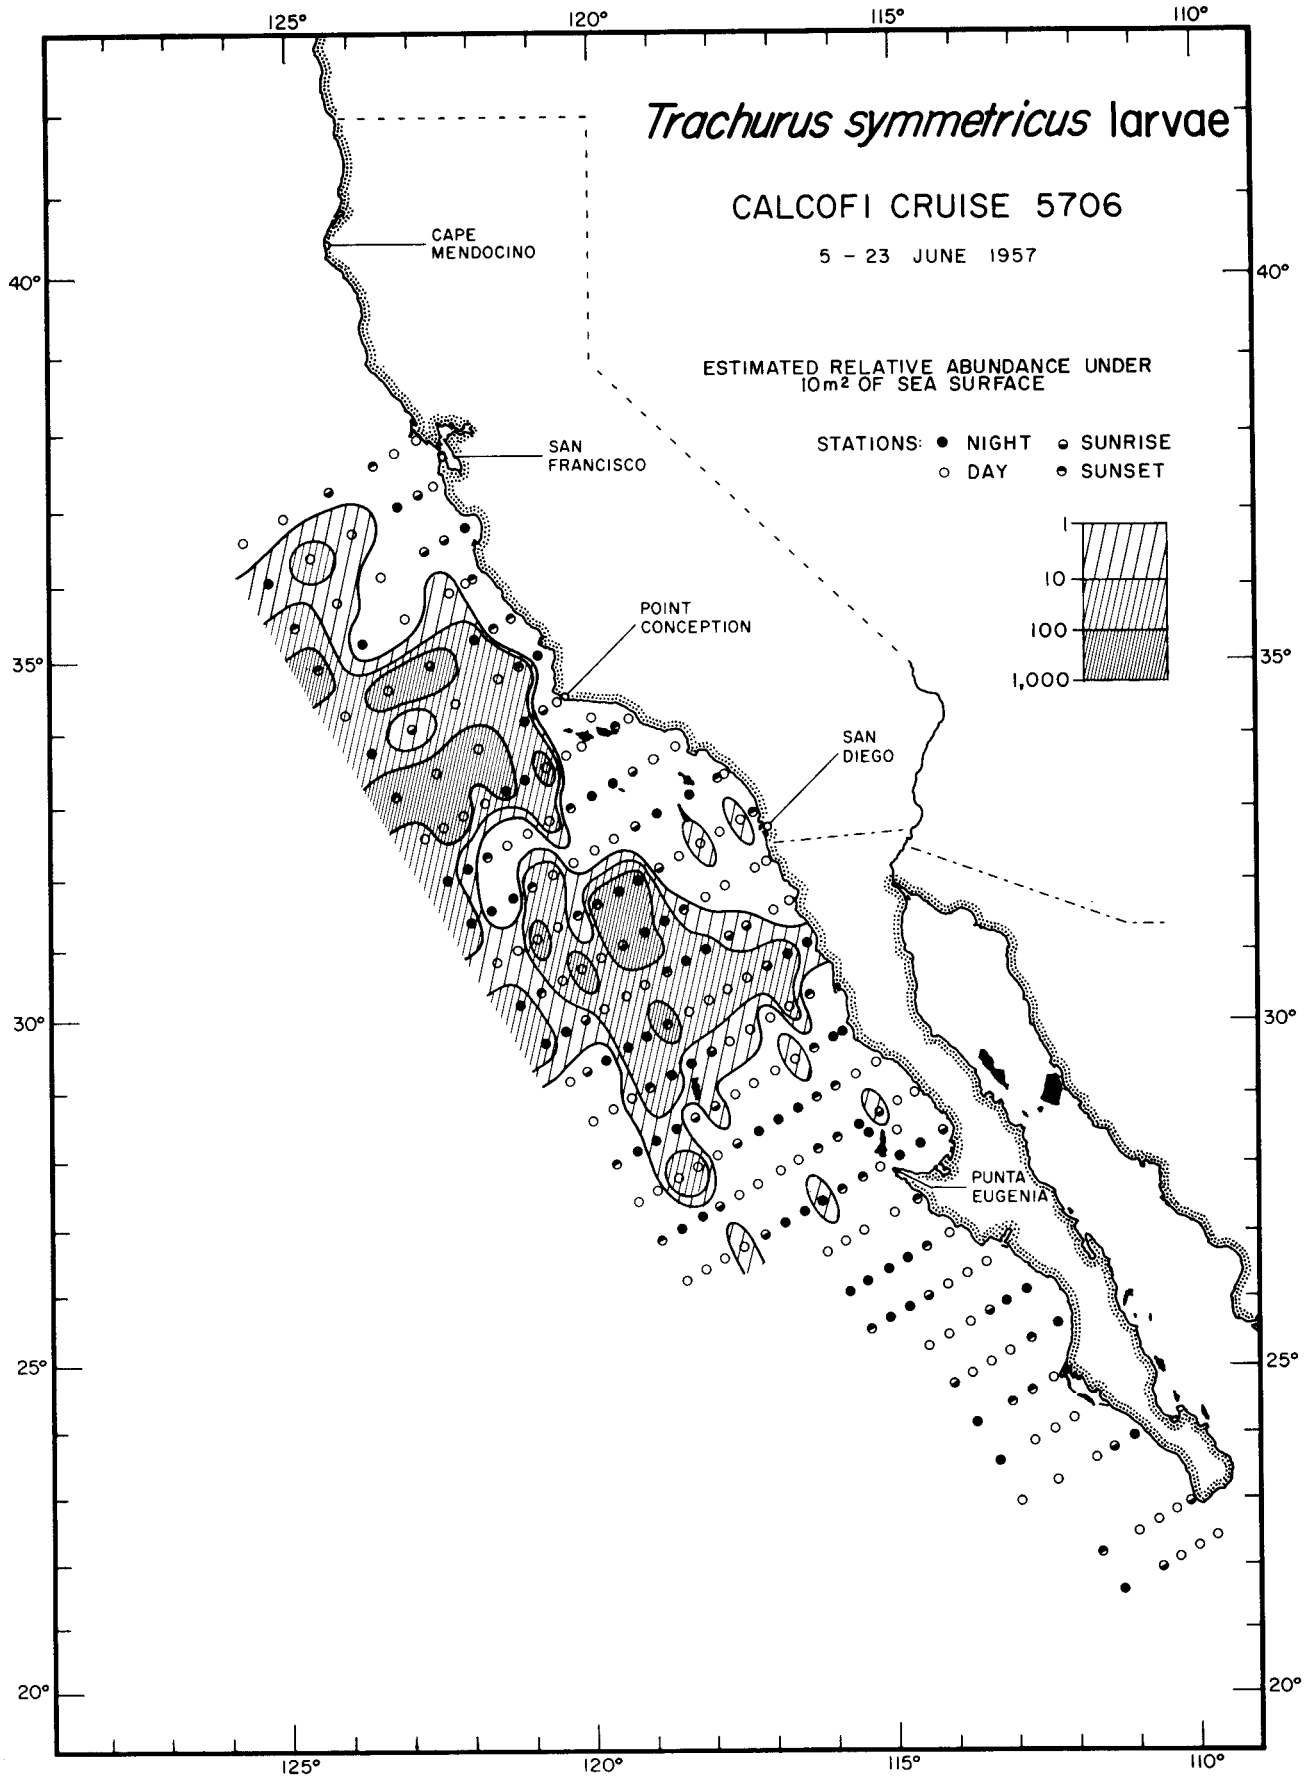 125° 120° 115° 110°
Trachurus symmetricus larvae
CALCOFI CRUISE 5706
5 - 23 JUNE 1957
CAPE
MENDOCINO
40° 40°
ESTIMATED RELATIVE ABUNDANCE UNDER
10m² OF SEA SURFACE
STATIONS: ● NIGHT SUNRISE
○ DAY SUNSET
SAN
FRANCISCO
1
10
100
1,000
POINT
CONCEPTION
35° 35°
SAN
DIEGO
30° 30°
PUNTA
EUGENIA
25° 25°
20° 20°
125° 120° 115° 110°